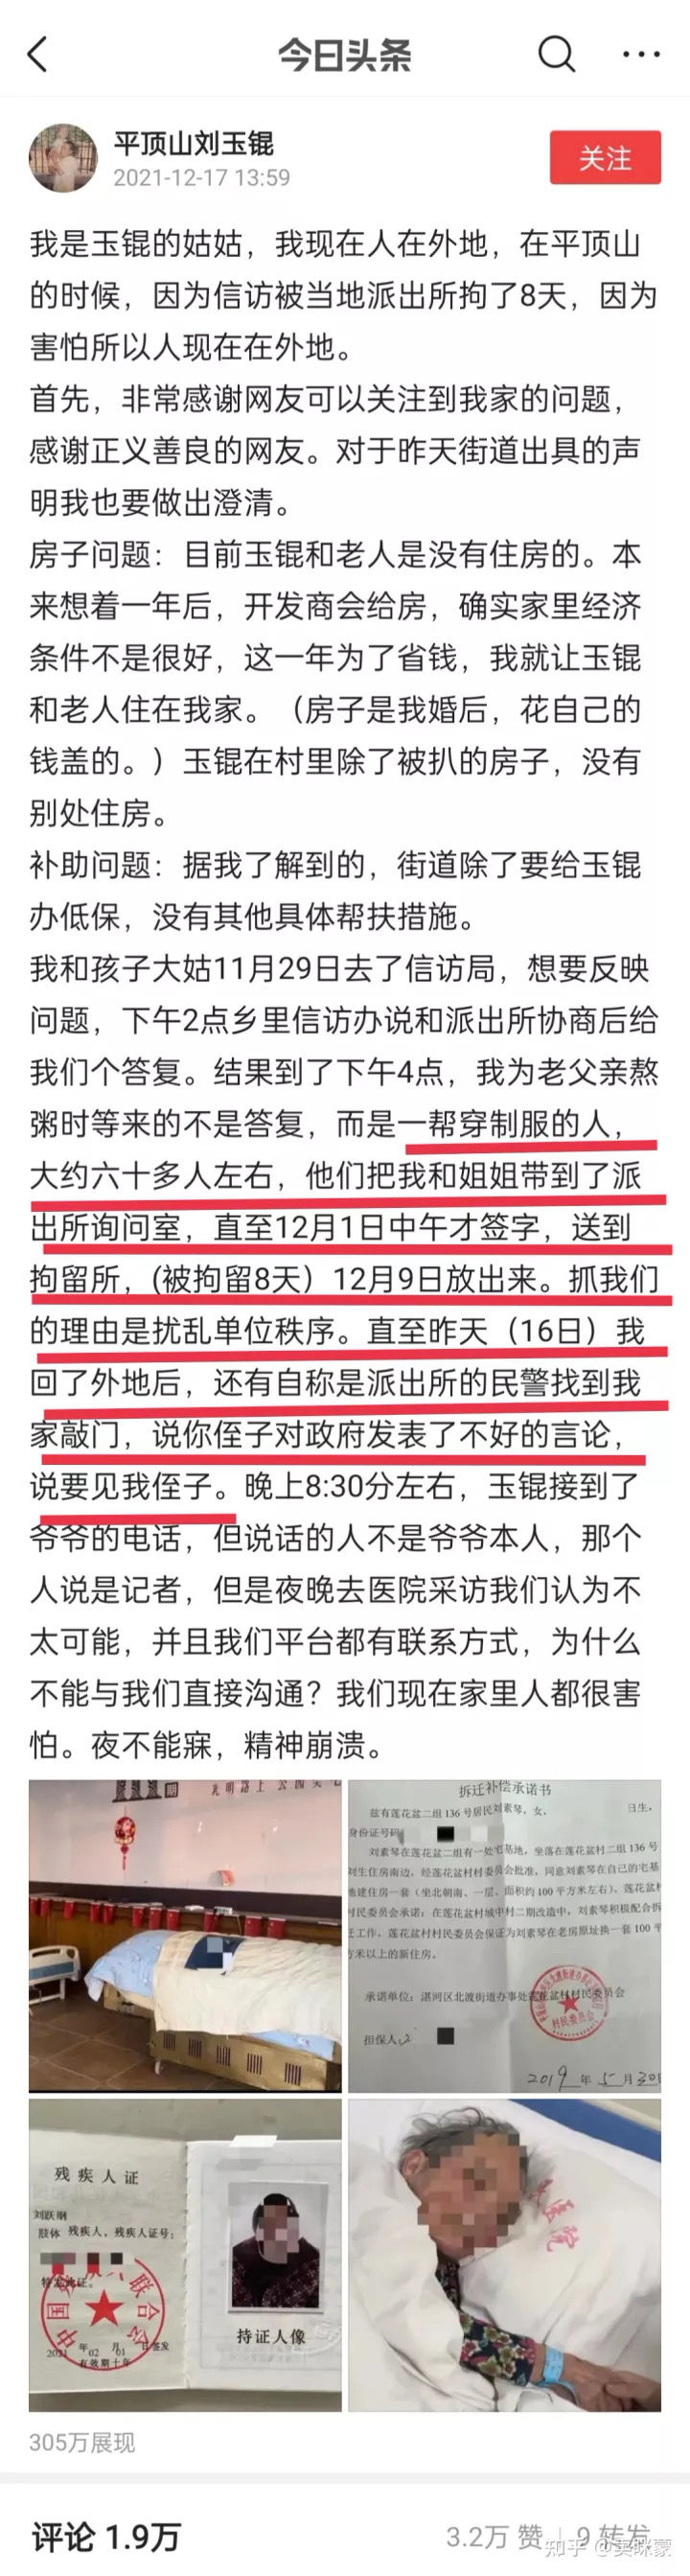 今日头条
平顶山刘玉锟
2021-12-17 13:59
关注
我是玉锟的姑姑，我现在人在外地，在平顶山
的时候，因为信访被当地派出所拘了8天，因为
害怕所以人现在在外地。
首先，非常感谢网友可以关注到我家的问题，
感谢正义善良的网友。对于昨天街道出具的声
明我也要做出澄清。
房子问题：目前玉锟和老人是没有住房的。本
来想着一年后，开发商会给房，确实家里经济
条件不是很好，这一年为了省钱，我就让玉锟
和老人住在我家。（房子是我婚后，花自己的
钱盖的。）玉锟在村里除了被扒的房子，没有
别处住房。
补助问题：据我了解到的，街道除了要给玉锟
办低保，没有其他具体帮扶措施。
我和孩子大姑11月29日去了信访局，想要反映
问题，下午2点乡里信访办说和派出所协商后给
我们个答复。结果到了下午4点，我为老父亲熬
粥时等来的不是答复，而是一帮穿制服的人，
大约六十多人左右，他们把我和姐姐带到了派
出所询问室，直至12月1日中午才签字，送到
拘留所，(被拘留8天）12月9日放出来。抓我们
的理由是扰乱单位秩序。直至昨天（16日）我
回了外地后，还有自称是派出所的民警找到我
家敲门，说你侄子对政府发表了不好的言论，
说要见我侄子。晚上8:30分左右，玉锟接到了
爷爷的电话，但说话的人不是爷爷本人，那个
人说是记者，但是夜晚去医院采访我们认为不
太可能，并且我们平台都有联系方式，为什么
不能与我们直接沟通？我们现在家里人都很害
怕。夜不能寐，精神崩溃。
拆迁补偿承诺书
兹有莲花盆二组136号居民刘素琴，女，
日生，
身份证号码
刘素琴在莲花盆二组有一处宅基地，坐落在莲花盆村二组136号
刘生住房南边，经莲花盆村村委员会批准，同意刘素琴在自己的宅基
地建住房一套（坐北朝南、一层、面积约100平方米左右）。莲花盆村
村民委员会承诺：在莲花盆村城中村二期改造中，刘素琴积极配合拆
迁工作，莲花盆村村民委员会保证为刘素琴在老房原址换一套100平
方米以上的新住房。
承诺单位：湛河区北渡街道办事处莲花盆村村民委员会
村民委员会
担保人：
2019年5月30日
残疾人证
刘跃钢
肢体 残疾人，残疾人证号：
特发此证。
2021年02月01日签发
有效期十年
持证人像
305万展现
评论 1.9万
3.2万 赞
9 转发
知乎